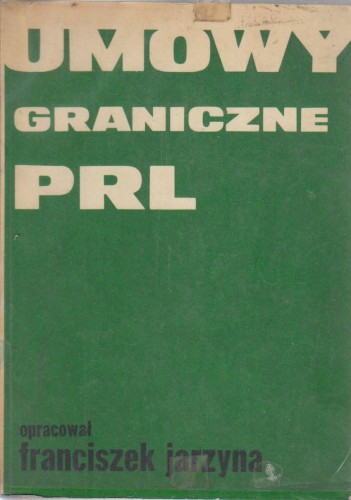 UMOWY
GRANICZNE
PRL
opracował
franciszek jarzyna